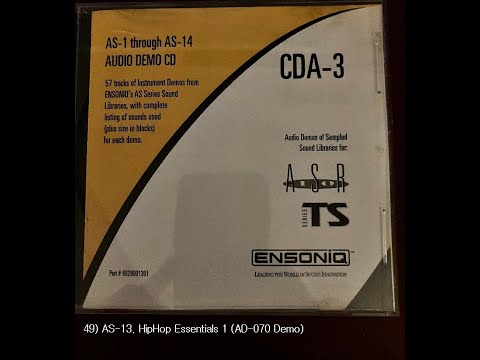 AS-1 through AS-14
AUDIO DEMO CD
57 tracks of Instrument Demos from
ENSONIQ's AS Series Sound
Libraries, with complete
listing of sounds used
(plus size in blocks)
for each demo.
CDA-3
Audio Demos of Sampled
Sound Libraries for:
ASR
SERIES TS
ENSONIQ
LEADING THE WORLD IN SOUND INNOVATION
49) AS-13, HipHop Essentials 1 (AD-070 Demo)